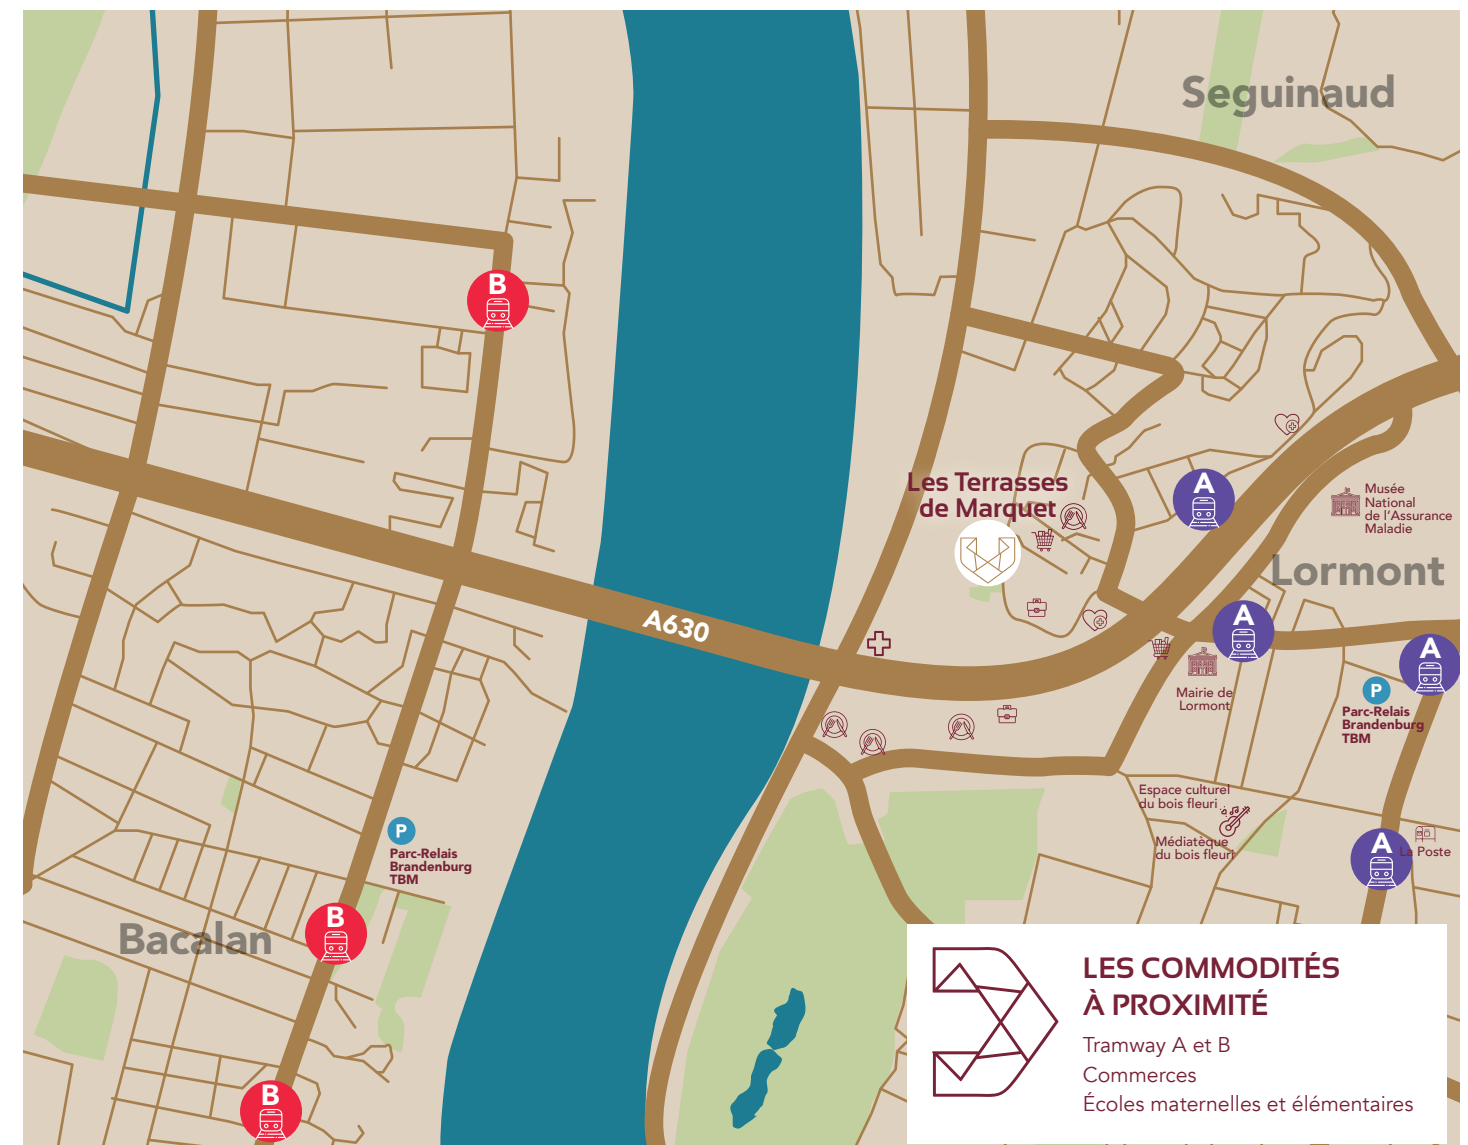 Seguinaud
B
Les Terrasses
de Marquet
A
Musée
National
de l'Assurance
Maladie
Lormont
A630
A
A
Mairie de
Lormont
P
Parc-Relais
Brandenburg
TBM
Espace culturel
du bois fleuri
Médiatèque
du bois fleuri
P
Parc-Relais
Brandenburg
TBM
A
La Poste
B
Bacalan
B
LES COMMODITÉS
À PROXIMITÉ
Tramway A et B
Commerces
Écoles maternelles et élémentaires